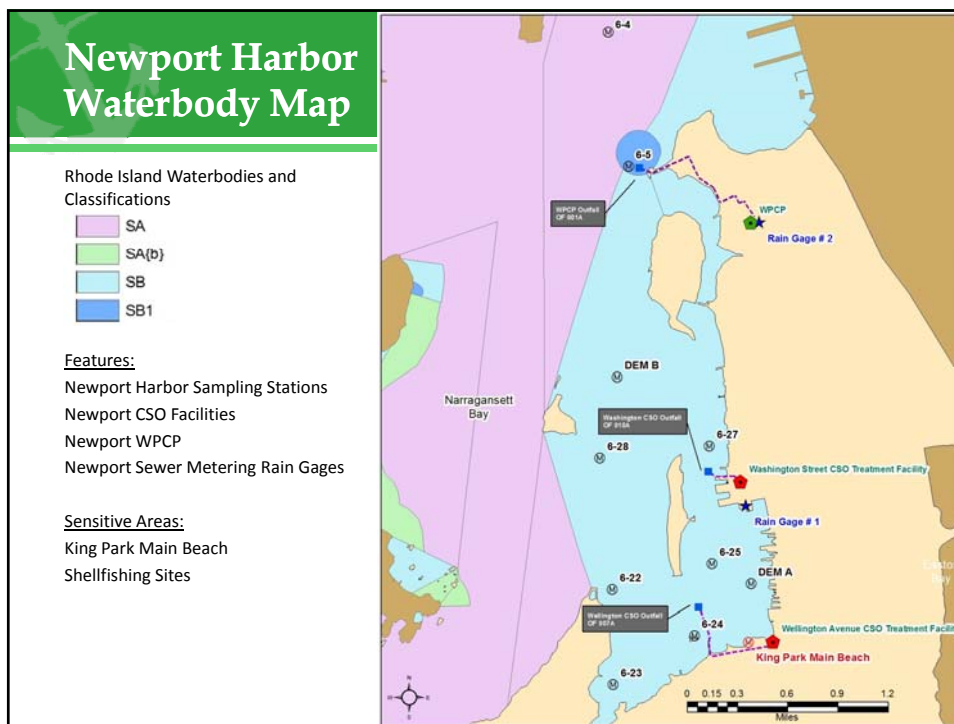 Newport Harbor
Waterbody Map
Rhode Island Waterbodies and
Classifications
SA
SA{b}
SB
SB1
Features:
Newport Harbor Sampling Stations
Newport CSO Facilities
Newport WPCP
Newport Sewer Metering Rain Gages
Sensitive Areas:
King Park Main Beach
Shellfishing Sites
6-4
6-5
WPCP Outfall
OF 001A
WPCP
Rain Gage # 2
DEM B
Narragansett
Bay
Washington CSO Outfall
OF 010A
6-27
6-28
Washington Street CSO Treatment Facility
Rain Gage # 1
6-25
DEM A
6-22
Bay
Wellington CSO Outfall
OF 007A
6-24
Wellington Avenue CSO Treatment Facili
King Park Main Beach
6-23
N
W
E
S
0 0.15 0.3 0.6 0.9 1.2
Miles